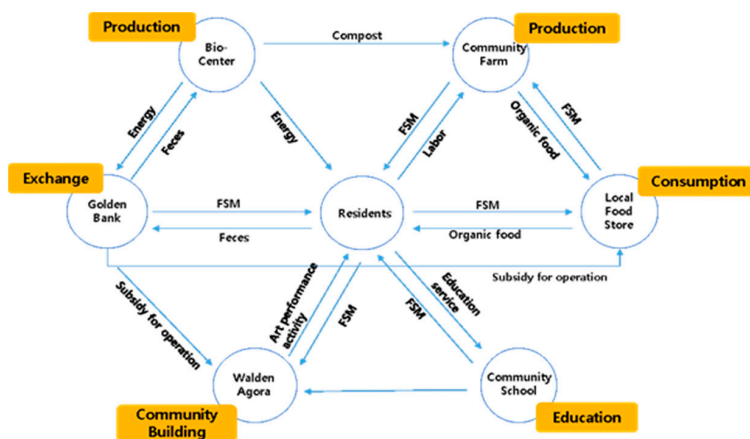 Production
Bio-
Center
Compost
Community
Farm
Production
Energy
Feces
Energy
FSM
Labor
Organic food
FSM
Exchange
Golden
Bank
FSM
Feces
Residents
FSM
Organic food
Local
Food
Store
Consumption
Subsidy for operation
Subsidy for operation
Art performance
activity
FSM
Education
service
FSM
Walden
Agora
Community
School
Community
Building
Education